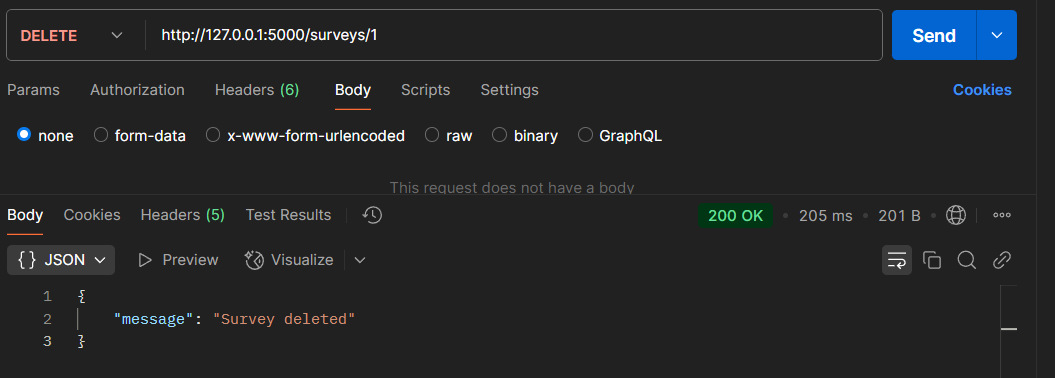 DELETE http://127.0.0.1:5000/surveys/1 Send
Params Authorization Headers (6) Body Scripts Settings Cookies
none form-data x-www-form-urlencoded raw binary GraphQL
This request does not have a body
Body Cookies Headers (5) Test Results 200 OK • 205 ms • 201 B •
{} JSON Preview Visualize
1 {
2 "message": "Survey deleted"
3 }